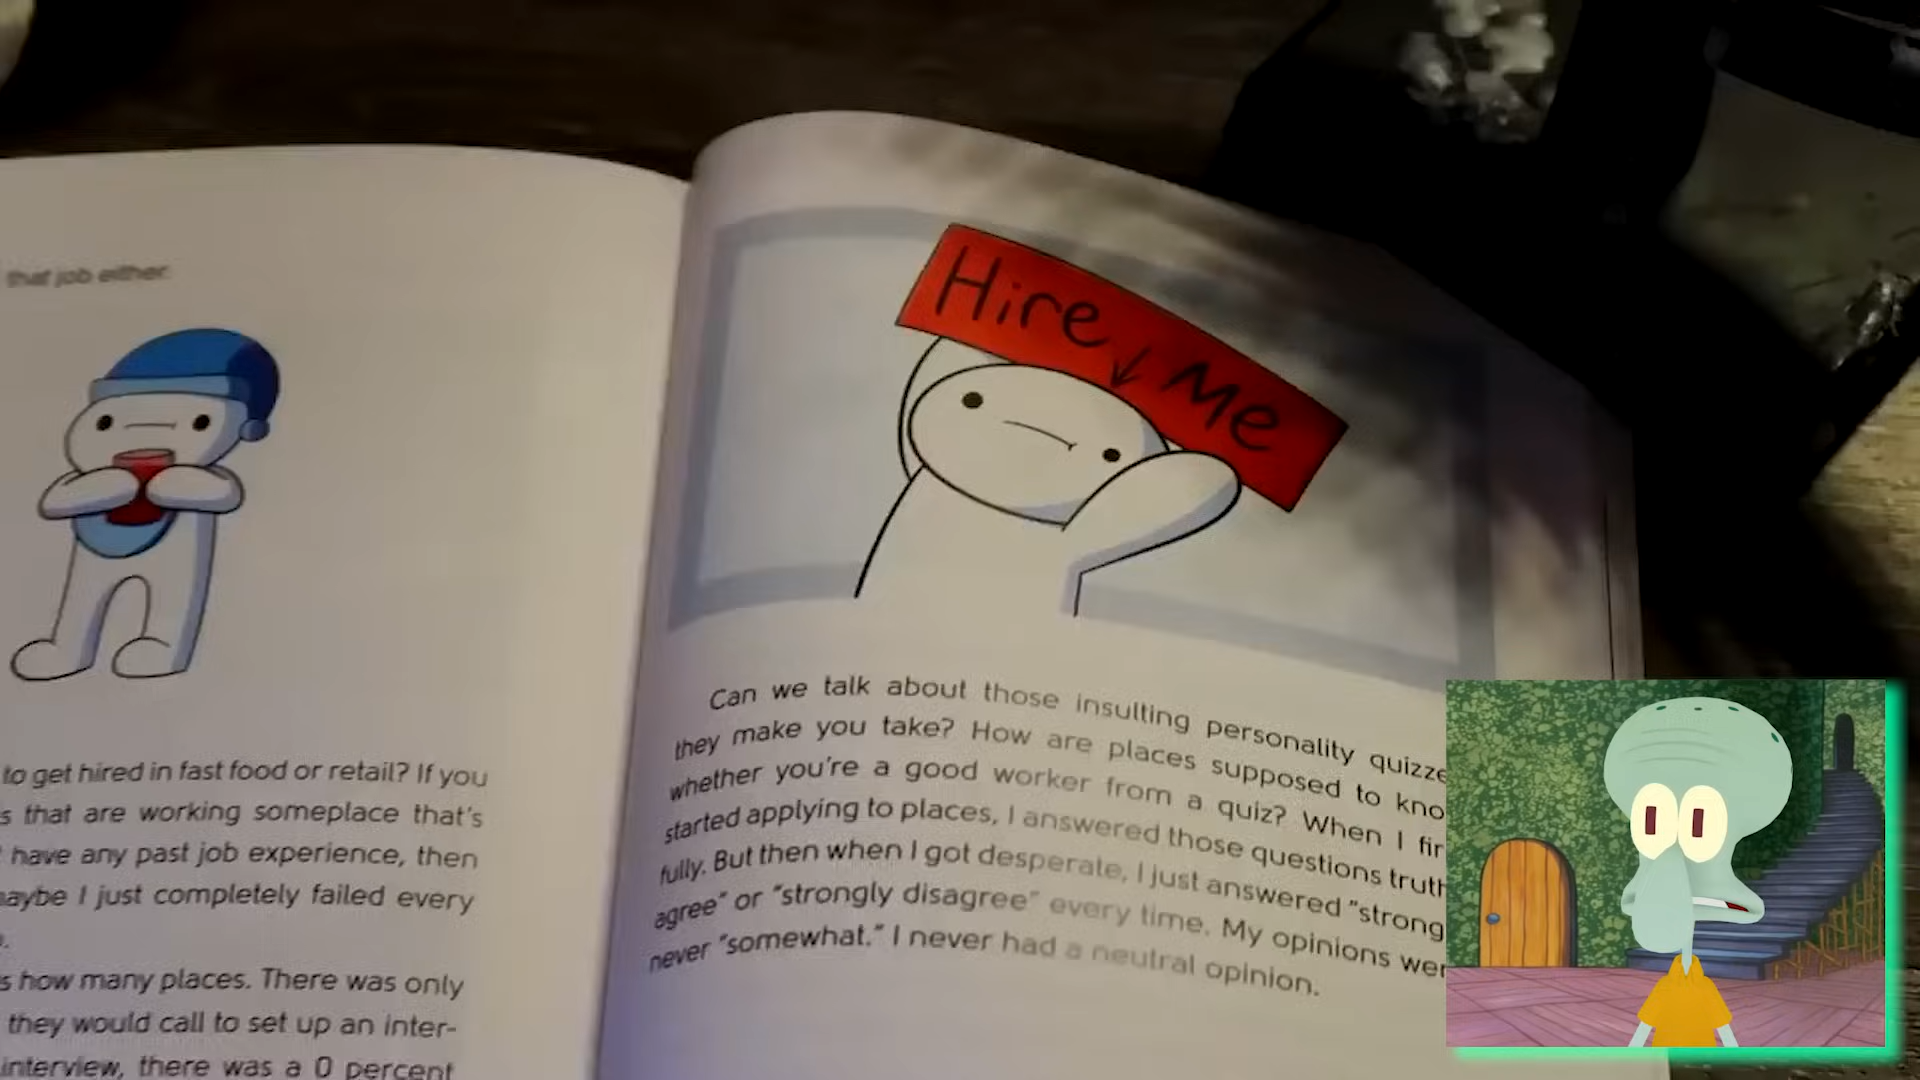 that job either.
to get hired in fast food or retail? If you
that are working someplace that's
have any past job experience, then
maybe I just completely failed every
how many places. There was only
they would call to set up an inter-
interview, there was a 0 percent
Hire ↓ Me
Can we talk about those insulting personality
they make you take? How are places supposed to
whether you're a good worker from a quiz? When I
started applying to places, I answered those questions
fully. But then when I got desperate, I just answered
agree" or "strongly disagree" every time. My opinions
never "somewhat." I never had a neutral opinion.